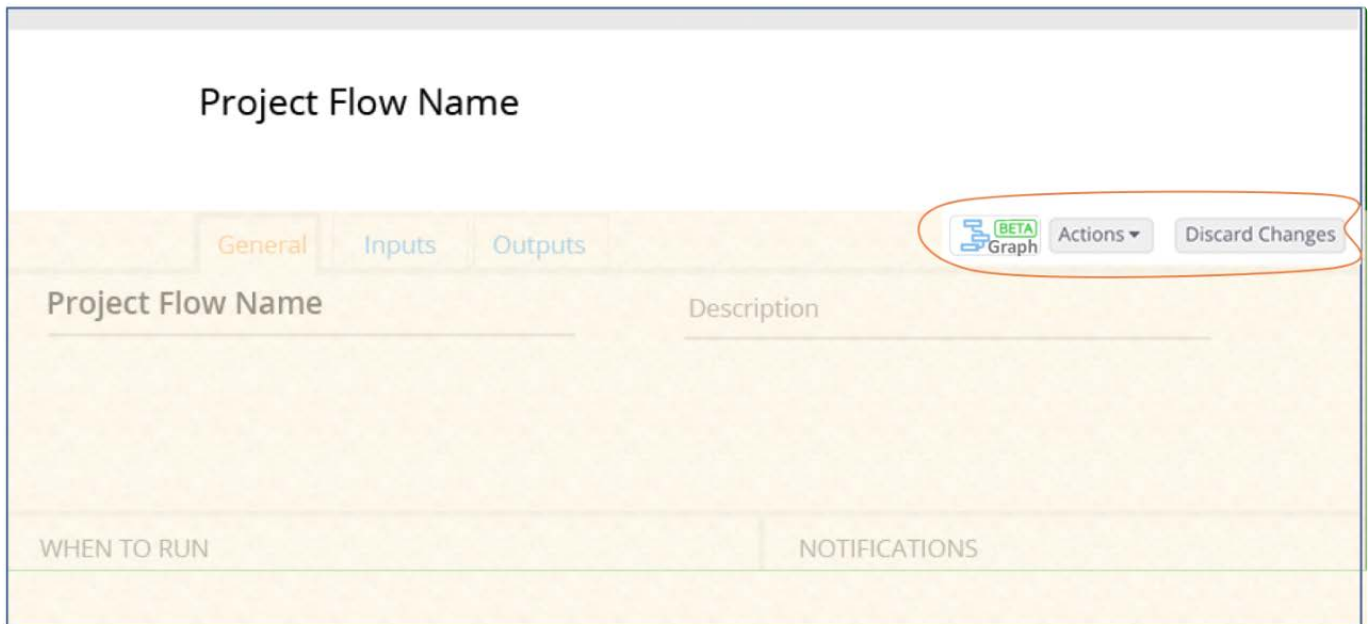 Project Flow Name
General Inputs Outputs
BETA
Graph
Actions
Discard Changes
Project Flow Name
Description
WHEN TO RUN
NOTIFICATIONS